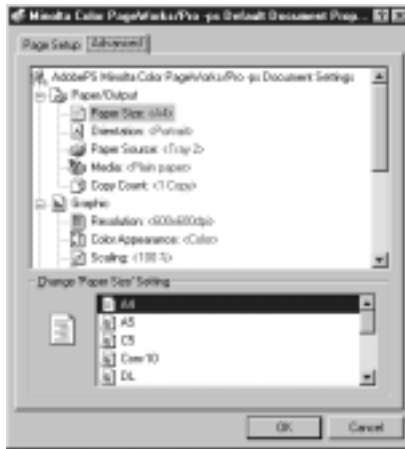 Minolta Color PageWorks/Pro -ps Default Document Prop...
Page Setup Advanced
AdobePS Minolta Color PageWorks/Pro -ps Document Settings
Paper/Output
Paper Size: <A4>
Orientation: <Portrait>
Paper Source: <Tray 2>
Media: <Plain paper>
Copy Count: <1 Copy>
Graphic
Resolution: <600x600dpi>
Color Appearance: <Color>
Scaling: <100 %>
Change 'Paper Size' Setting
A4
A5
C5
Com-10
DL
OK Cancel